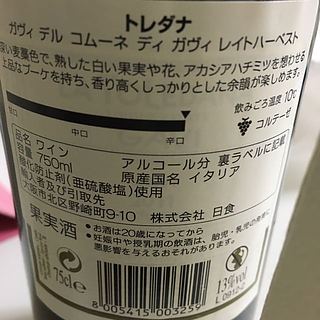 トレダナ
ガヴィ デル コムーネ ディ ガヴィ レイトハーベスト
深い麦藁色で、熟した白い果実や花、アカシアハチミツを想わせる
上品なブーケを持ち、香り高くしっかりとした余韻が楽しめます。
中口 辛口
飲みごろ温度 10℃
コルテーゼ
品名 ワイン
容量 750ml アルコール分 裏ラベルに記載
酸化防止剤(亜硫酸塩)使用 原産国名 イタリア
輸入者及び引取先
大阪市北区野崎町9-10 株式会社 日食
果実酒
・お酒は20歳になってから
・妊娠中や授乳期の飲酒は、胎児・乳児の発育に
悪影響を与えるおそれがあります。
75cl
8 005415 003259
13%vol